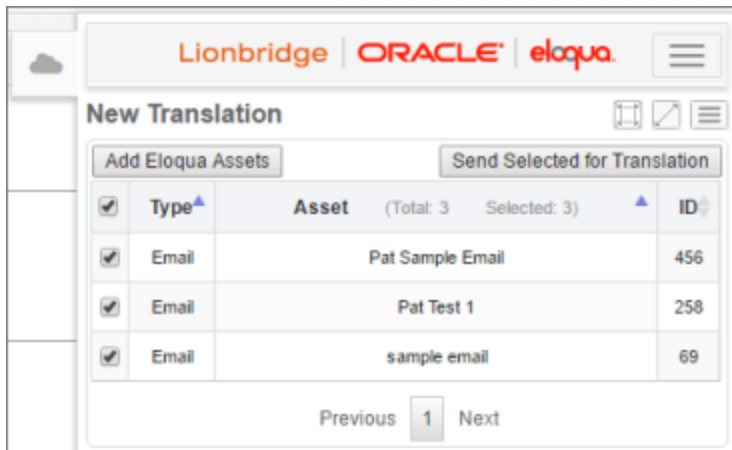 Lionbridge | ORACLE® | eloqua.
New Translation
Add Eloqua Assets Send Selected for Translation
Type Asset (Total: 3 Selected: 3) ID
Email Pat Sample Email 456
Email Pat Test 1 258
Email sample email 69
Previous 1 Next